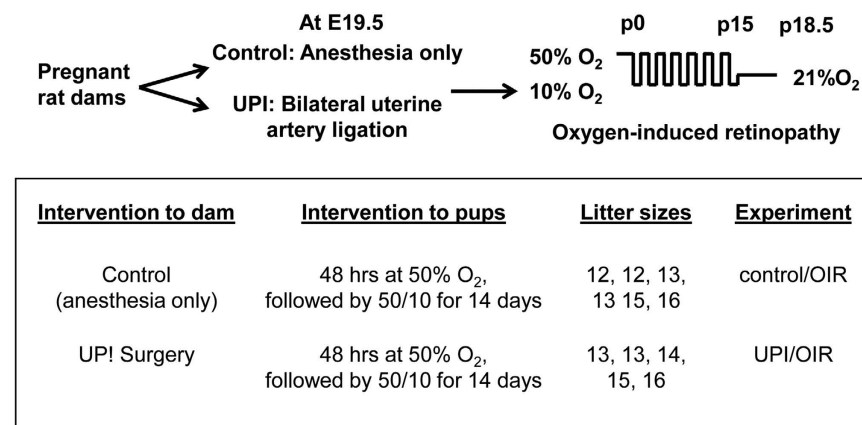 At E19.5
Control: Anesthesia only
Pregnant
rat dams
UPI: Bilateral uterine
artery ligation
p0 p15 p18.5
50% O₂
10% O₂
21%O₂
Oxygen-induced retinopathy
Intervention to dam Intervention to pups Litter sizes Experiment
Control 48 hrs at 50% O₂, 12, 12, 13, control/OIR
(anesthesia only) followed by 50/10 for 14 days 13 15, 16
UP! Surgery 48 hrs at 50% O₂, 13, 13, 14, UPI/OIR
followed by 50/10 for 14 days 15, 16